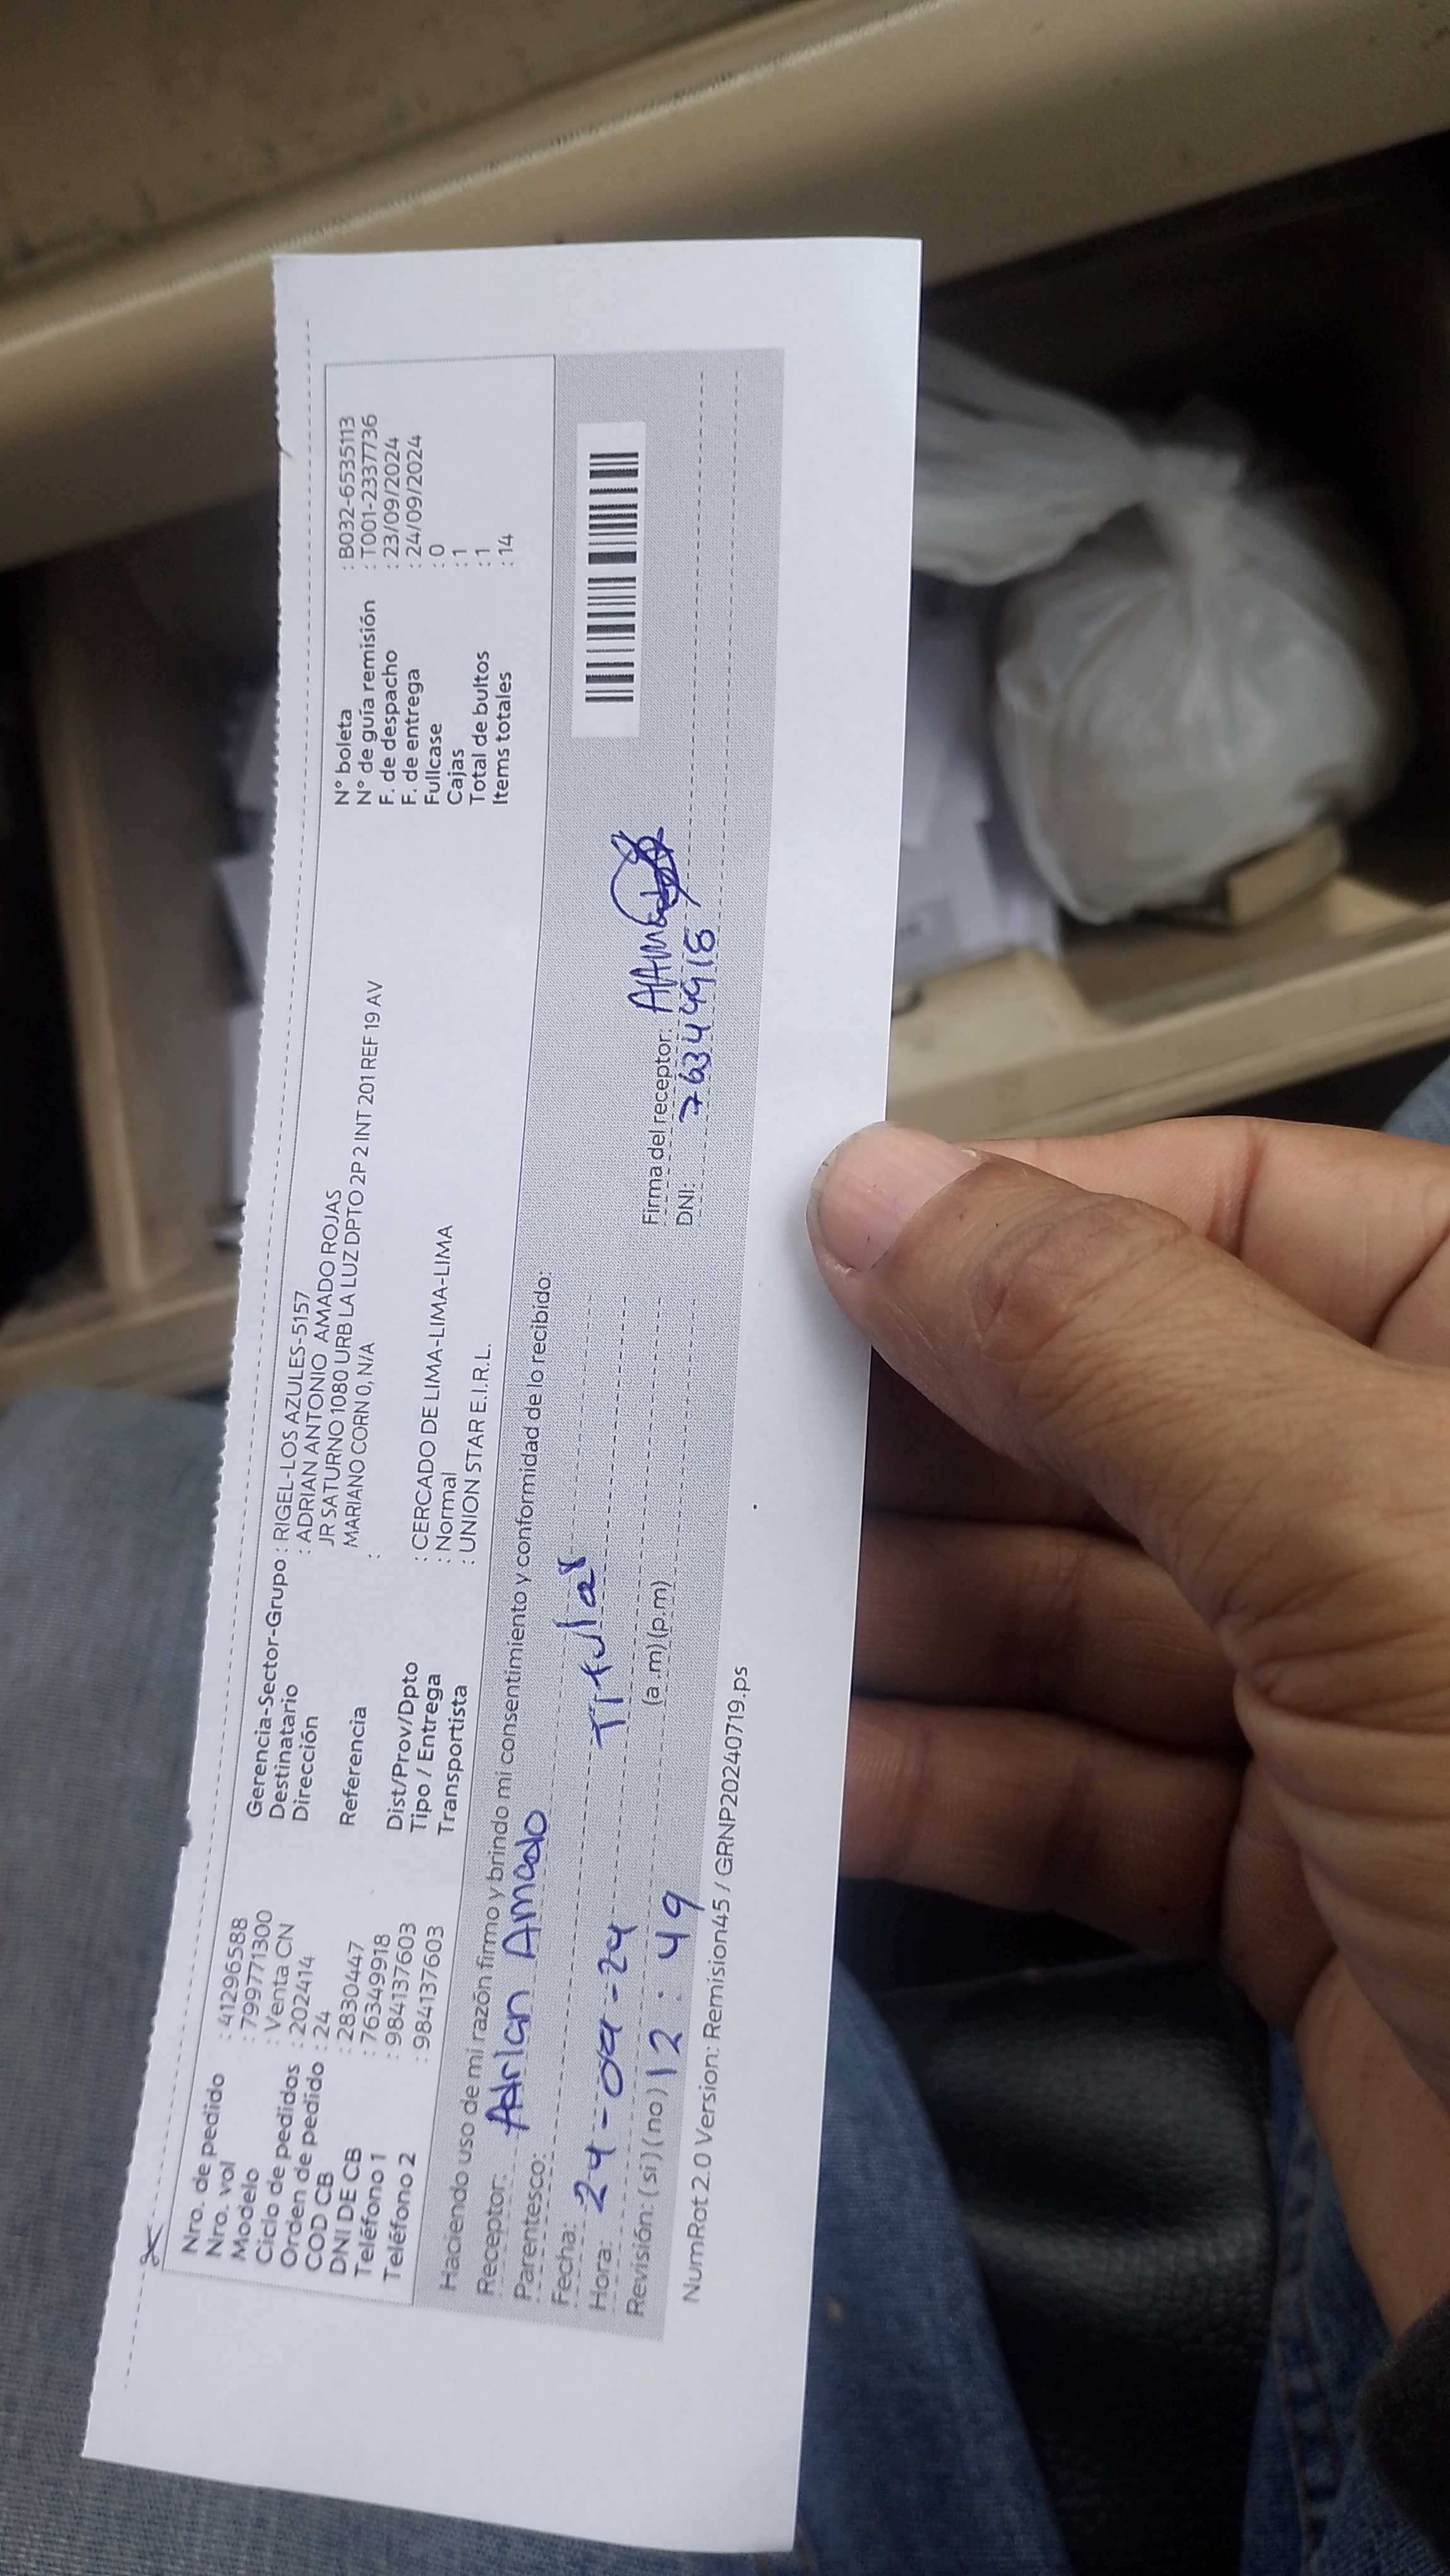 Nro. de pedido : 41296588
Nro. vol : 799771300
Modelo : Venta CN
Ciclo de pedidos : 202414
Orden de pedido : 24
COD CB : 2830447
DNI DE CB : 76349918
Teléfono 1 : 984137603
Teléfono 2 : 984137603
Gerencia-Sector-Grupo : RIGEL-LOS AZULES-5157
Destinatario : ADRIAN ANTONIO AMADO ROJAS
Dirección JR SATURNO 1080 URB LA LUZ DPTO 2P 2 INT 201 REF 19 AV
MARIANO CORN 0, N/A
Referencia :
Dist/Prov/Dpto : CERCADO DE LIMA-LIMA-LIMA
Tipo / Entrega : Normal
Transportista : UNION STAR E.I.R.L.
N° boleta : B032-6535113
N° de guía remisión : T001-2337736
F. de despacho : 23/09/2024
F. de entrega : 24/09/2024
Fullcase : 0
Cajas : 1
Total de bultos : 1
Items totales : 14
Haciendo uso de mi razón firmo y brindo mi consentimiento y conformidad de lo recibido:
Receptor: Adrian Amado
Parentesco: Titular
Fecha: 24-09-24
Hora: 12:49 (a.m) (p.m)
Revisión: (si) (no)
Firma del receptor:
DNI: 76349918
NumRot 2.0 Version: Remision45 / GRNP20240719.ps